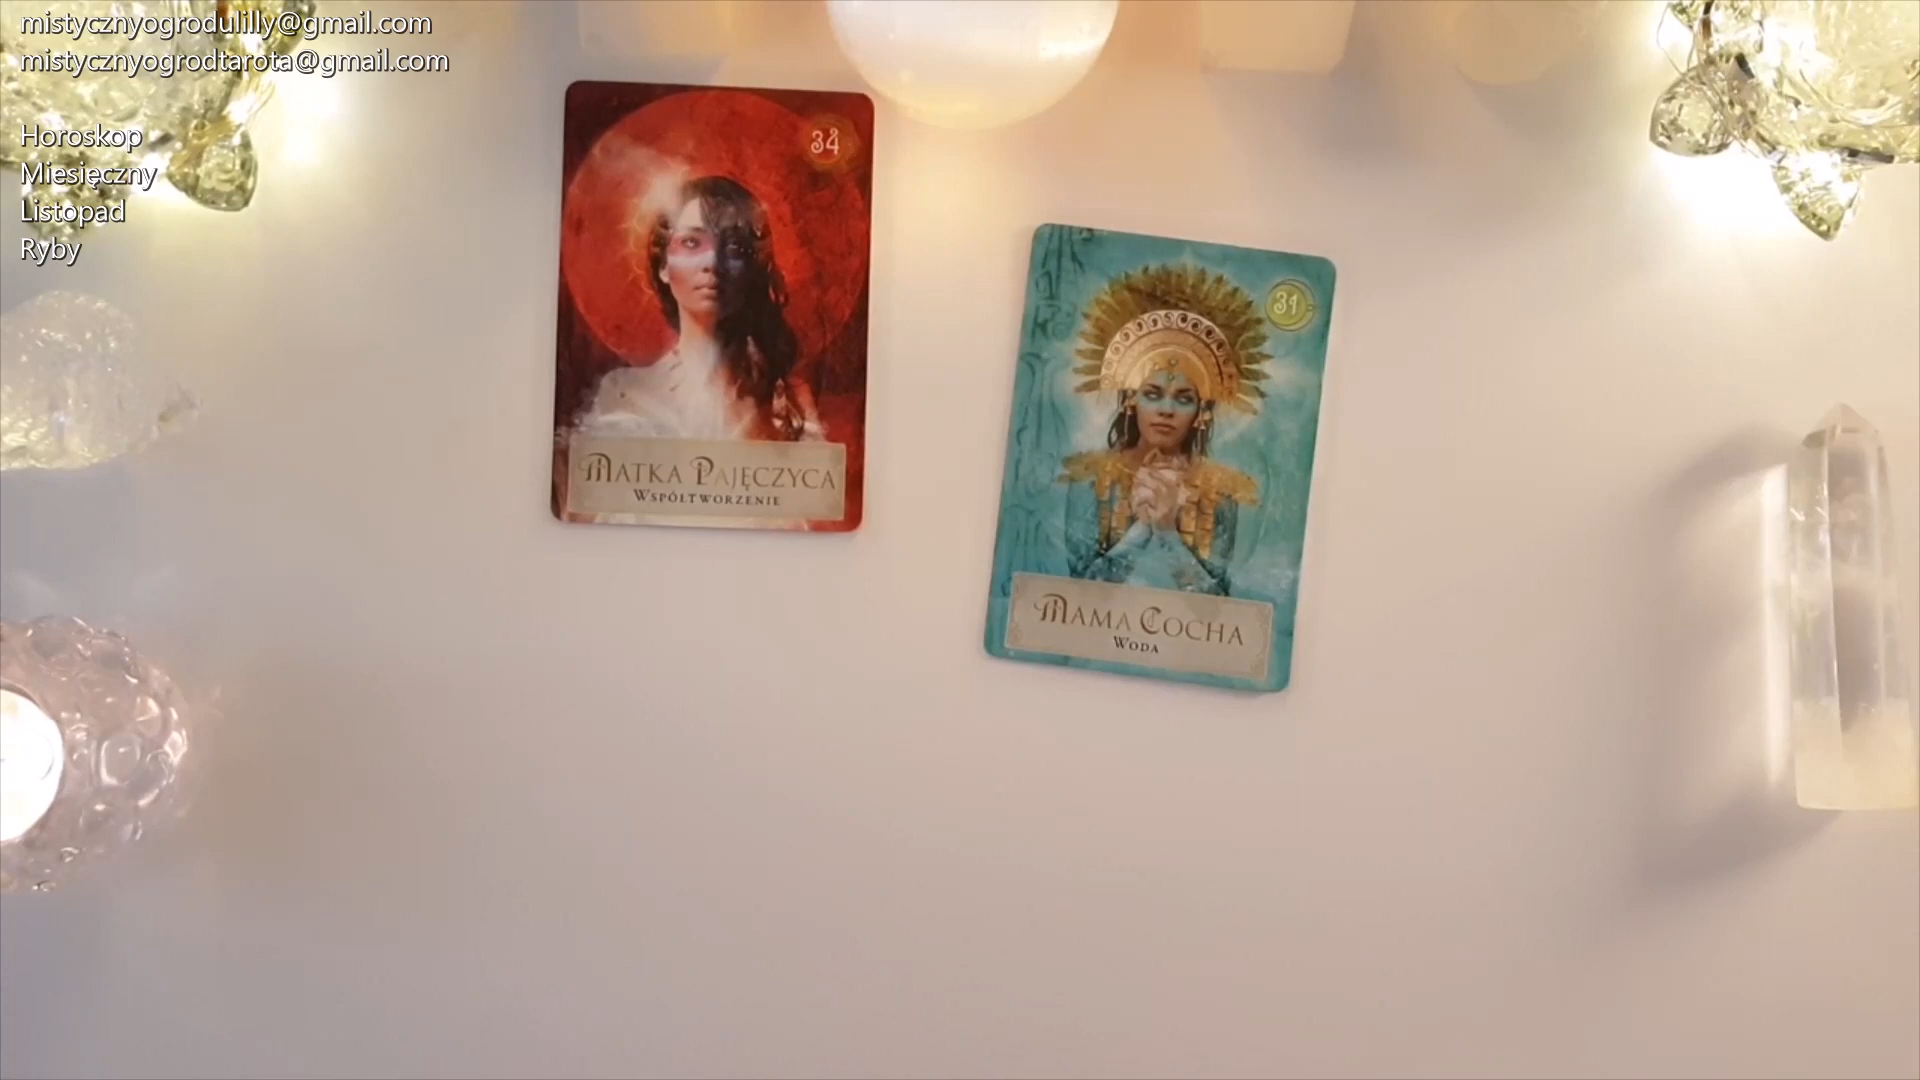 mistycznyogrodulilly@gmail.com
mistycznyogrodtarota@gmail.com
Horoskop
Miesięczny
Listopad
Ryby
34
Matka Pajęczyca
Współtworzenie
31
Mama Cocha
Woda